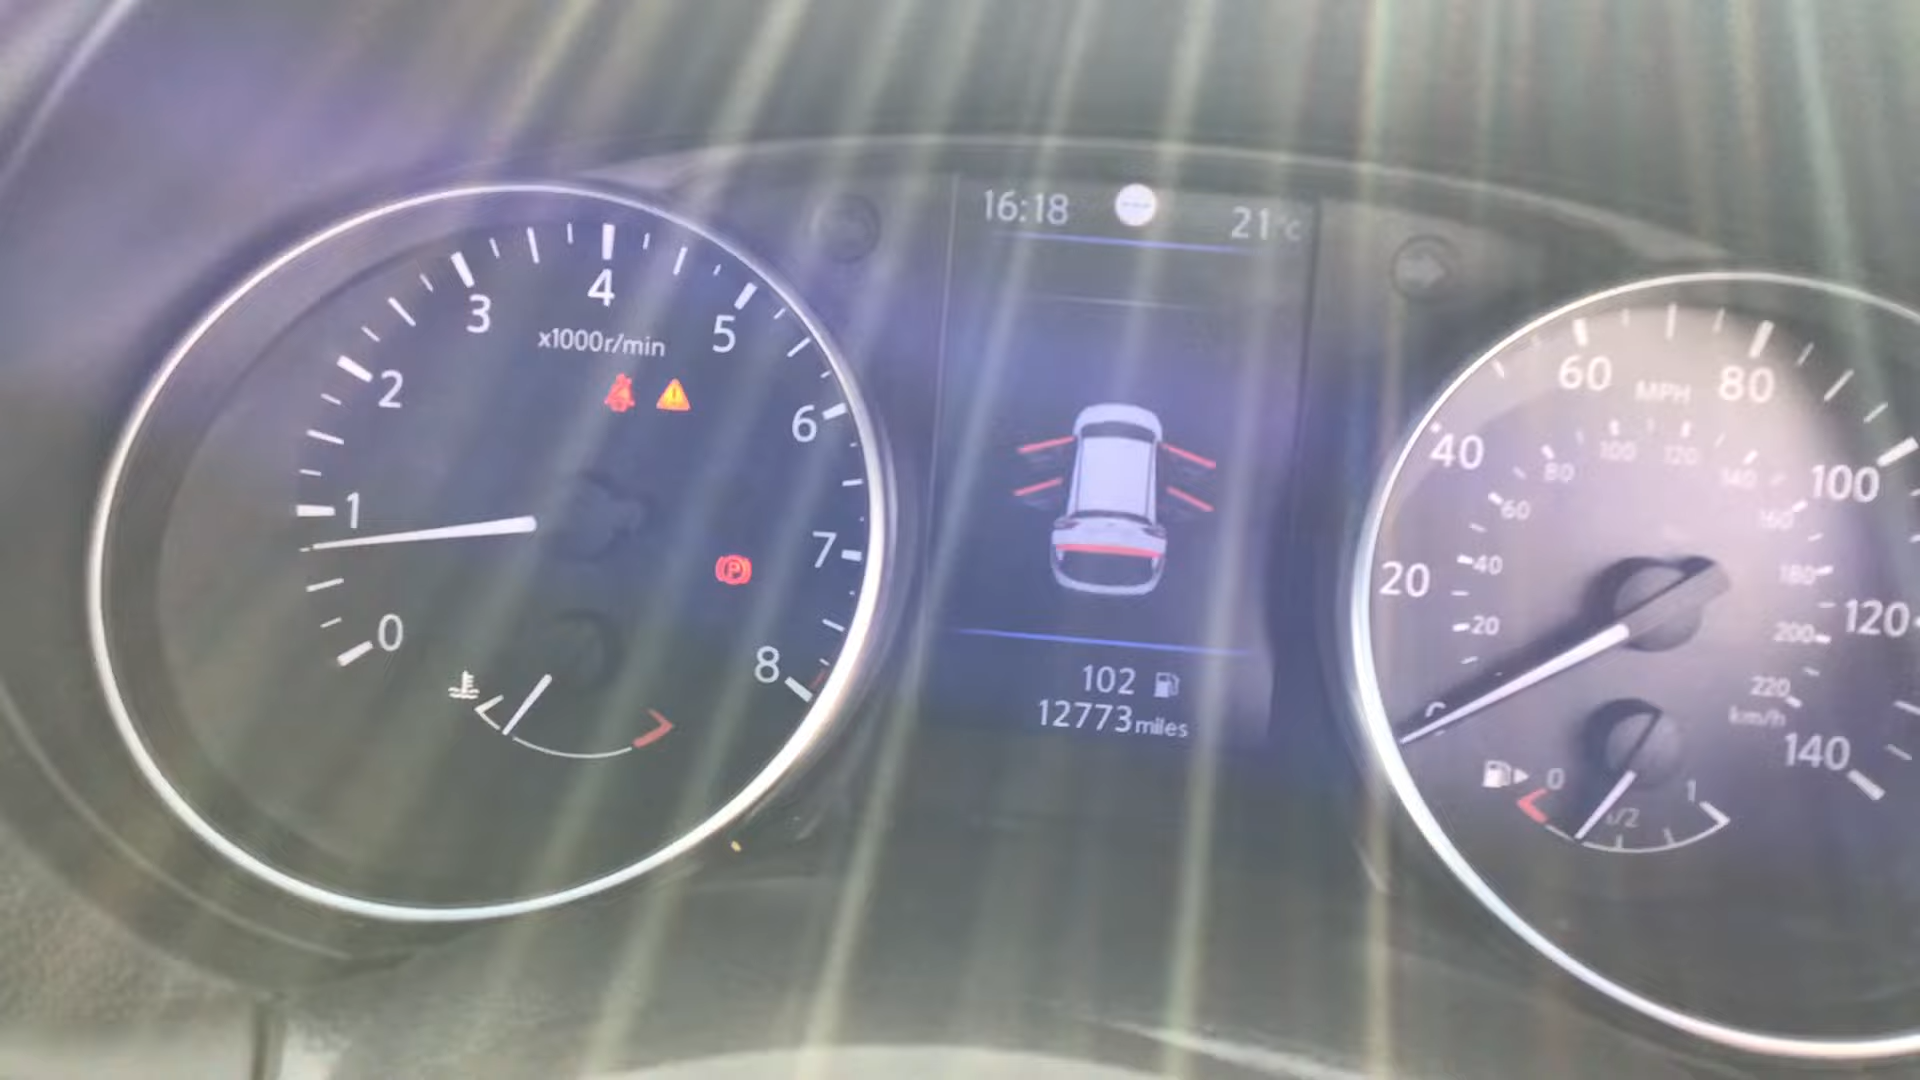 16:18 21°C
0 1 2 3 4 5 6 7 8
x1000r/min
P
20 40 60 80 100 120 140
MPH
20 40 60 80 100 120 140 160 180 200 220
km/h
102
12773 miles
0 1/2 1